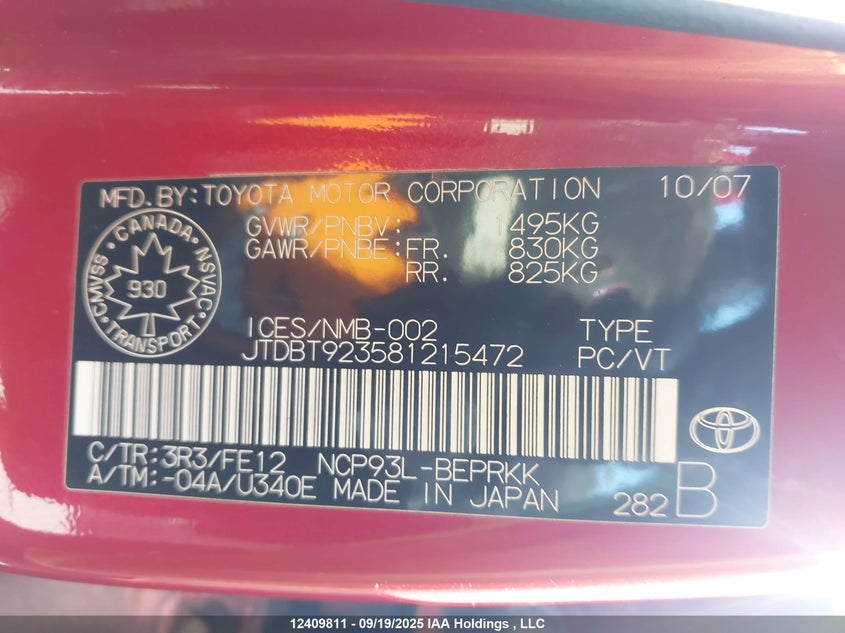 MFD. BY: TOYOTA MOTOR CORPORATION 10/07
GVWR/PNBV: 1495KG
GAWR/PNBE: FR. 830KG
RR. 825KG
CANADA
CMVSS 930 NSVAC
TRANSPORT
ICES/NMB-002 TYPE
JTDBT923581215472 PC/VT
C/TR: 3R3/FE12 NCP93L-BEPRKK
A/TM: -04A/U340E MADE IN JAPAN 282 B
12409811 - 09/19/2025 IAA Holdings , LLC